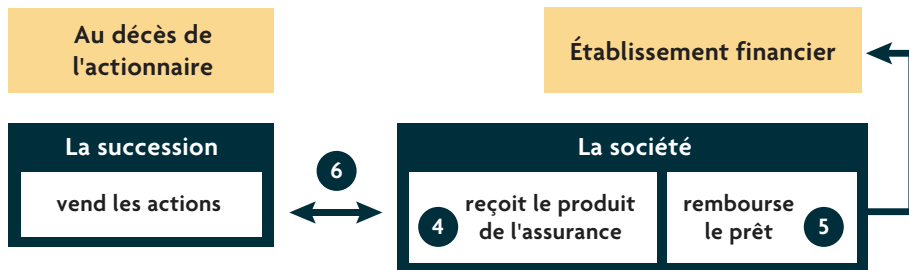 Au décès de
l'actionnaire
Établissement financier
La succession
vend les actions
6
La société
4
reçoit le produit
de l'assurance
rembourse
le prêt
5